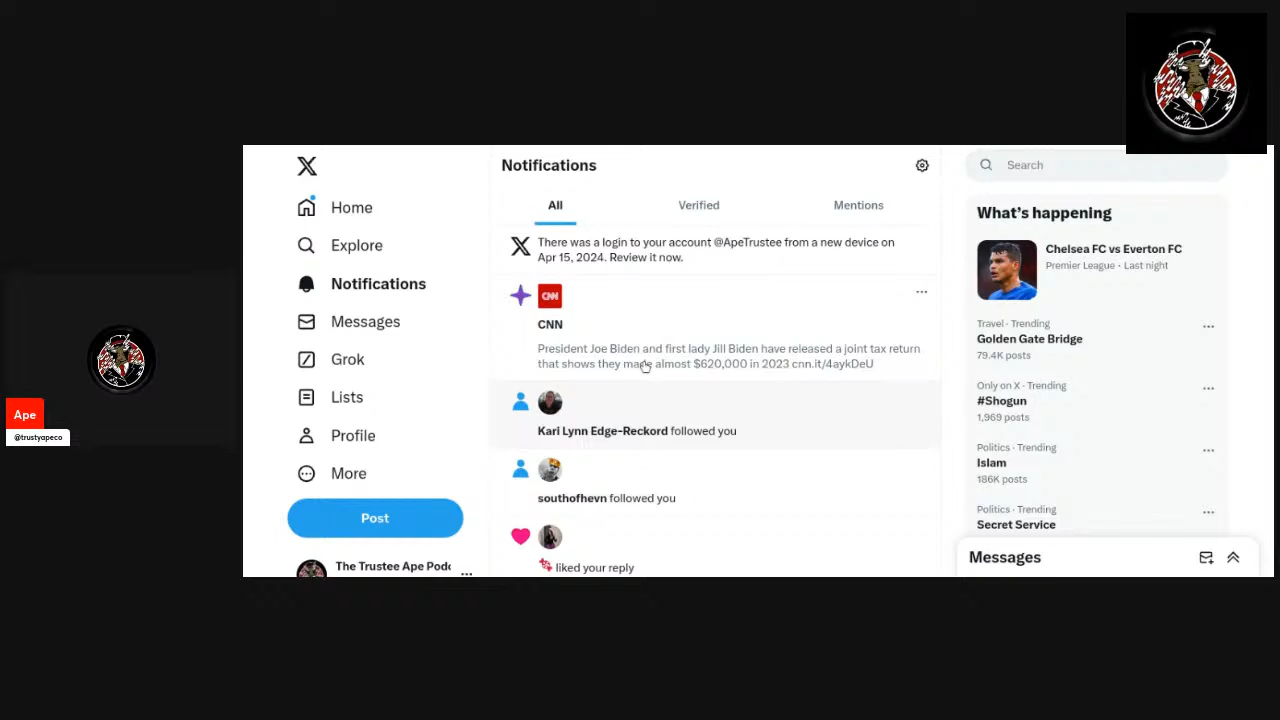 Ape
@trustyapeco
Home
Explore
Notifications
Messages
Grok
Lists
Profile
More
Post
The Trustee Ape Pod
Notifications
All
Verified
Mentions
There was a login to your account @ApeTrustee from a new device on
Apr 15, 2024. Review it now.
CNN
CNN
President Joe Biden and first lady Jill Biden have released a joint tax return
that shows they made almost $620,000 in 2023 cnn.it/4aykDeU
Kari Lynn Edge-Reckord followed you
southofhevn followed you
liked your reply
Search
What's happening
Chelsea FC vs Everton FC
Premier League · Last night
Travel · Trending
Golden Gate Bridge
79.4K posts
Only on X · Trending
#Shogun
1,969 posts
Politics · Trending
Islam
186K posts
Politics · Trending
Secret Service
Messages